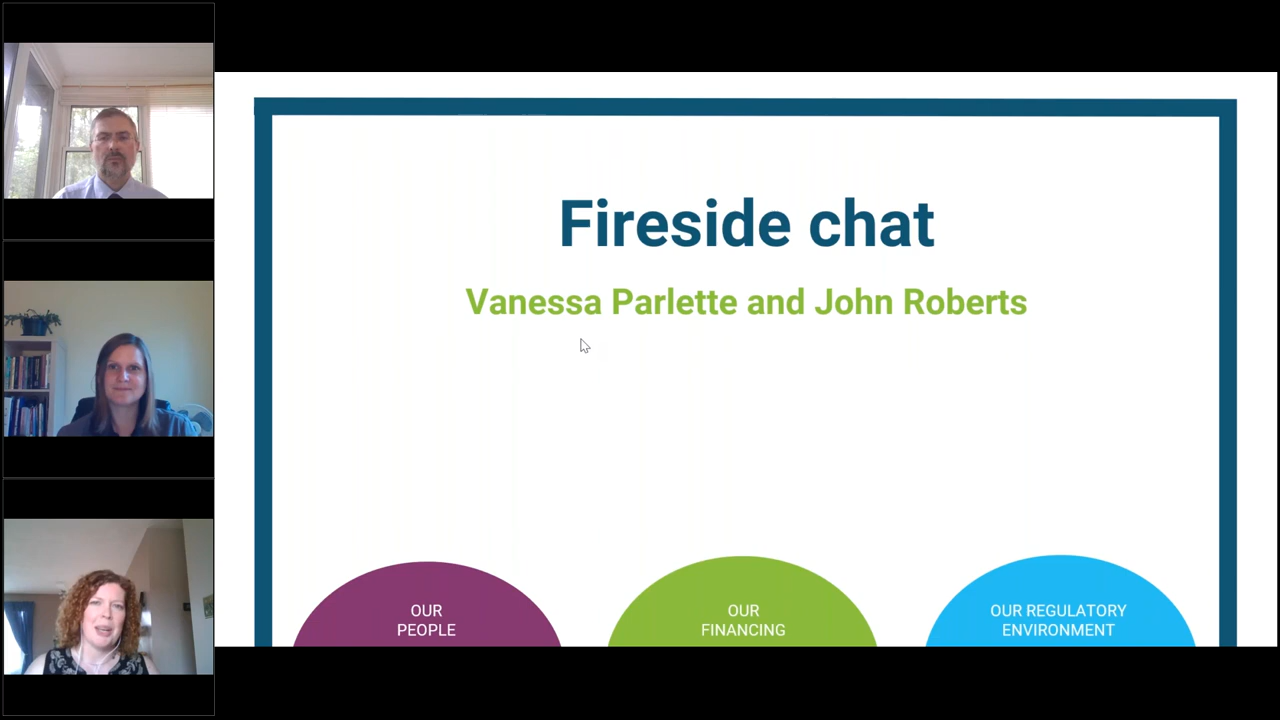 Fireside chat
Vanessa Parlette and John Roberts
OUR
PEOPLE
OUR
FINANCING
OUR REGULATORY
ENVIRONMENT